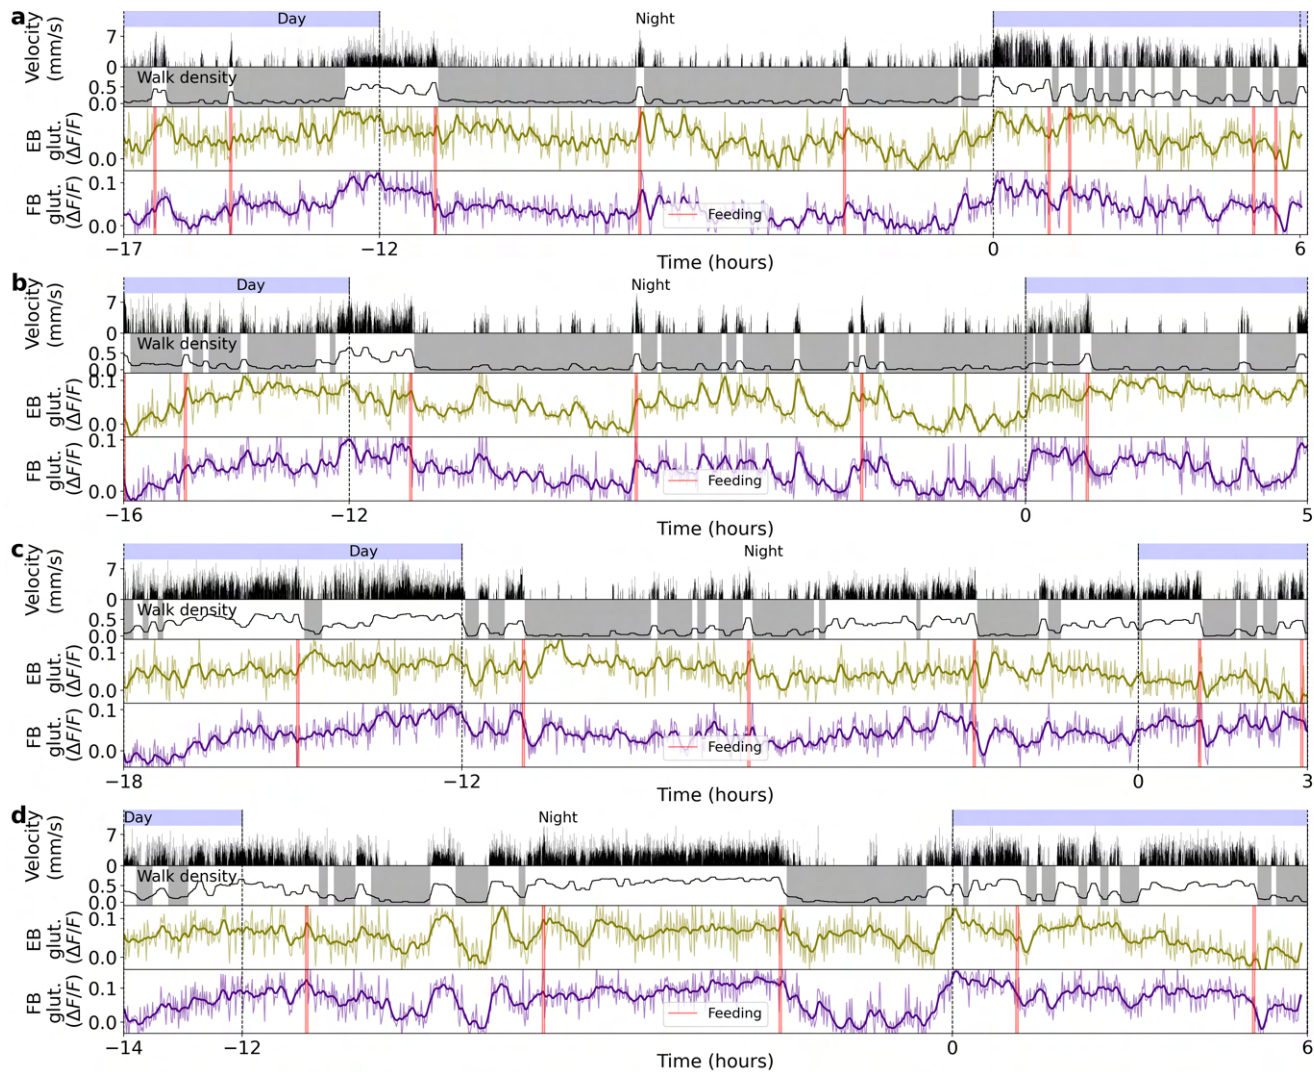 a
Day
Night
Velocity
(mm/s)
7
0
Walk density
0.5
0.0
EB
glut.
(ΔF/F)
0.0
FB
glut.
(ΔF/F)
0.1
0.0
Feeding
−17
−12
0
6
Time (hours)
b
Day
Night
Velocity
(mm/s)
7
0
Walk density
0.5
0.0
EB
glut.
(ΔF/F)
0.1
0.0
FB
glut.
(ΔF/F)
0.1
0.0
Feeding
−16
−12
0
5
Time (hours)
c
Day
Night
Velocity
(mm/s)
7
0
Walk density
0.5
0.0
EB
glut.
(ΔF/F)
0.1
0.0
FB
glut.
(ΔF/F)
0.1
0.0
Feeding
−18
−12
0
3
Time (hours)
d
Day
Night
Velocity
(mm/s)
7
0
Walk density
0.5
0.0
EB
glut.
(ΔF/F)
0.1
0.0
FB
glut.
(ΔF/F)
0.1
0.0
Feeding
−14
−12
0
6
Time (hours)